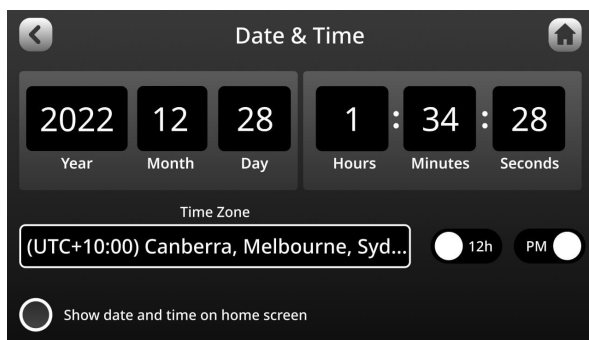 Date & Time
2022 12 28 1 : 34 : 28
Year Month Day Hours Minutes Seconds
Time Zone
(UTC+10:00) Canberra, Melbourne, Syd... 12h PM
Show date and time on home screen